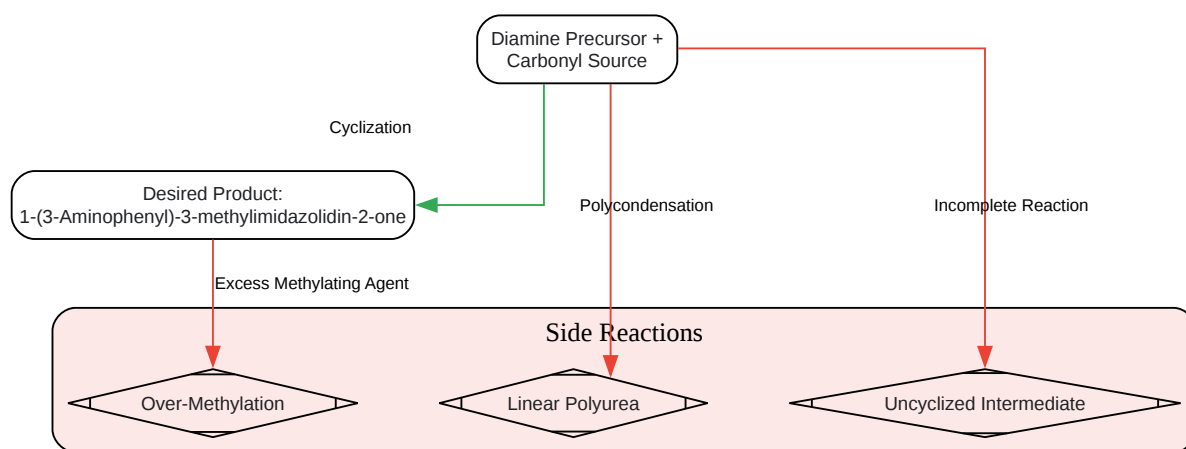 Diamine Precursor +
Carbonyl Source
Cyclization
Desired Product:
1-(3-Aminophenyl)-3-methylimidazolidin-2-one
Polycondensation
Incomplete Reaction
Excess Methylating Agent
Side Reactions
Over-Methylation
Linear Polyurea
Uncyclized Intermediate